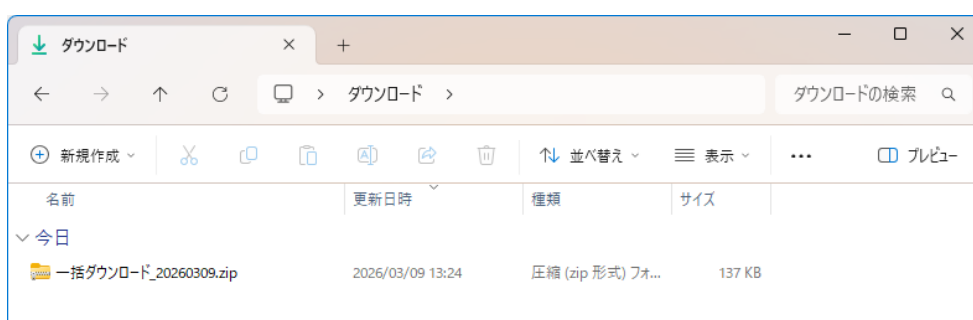 ダウンロード
ダウンロード
ダウンロードの検索
新規作成
並べ替え
表示
プレビュー
名前 更新日時 種類 サイズ
今日
一括ダウンロード_20260309.zip 2026/03/09 13:24 圧縮 (zip 形式) フォ... 137 KB